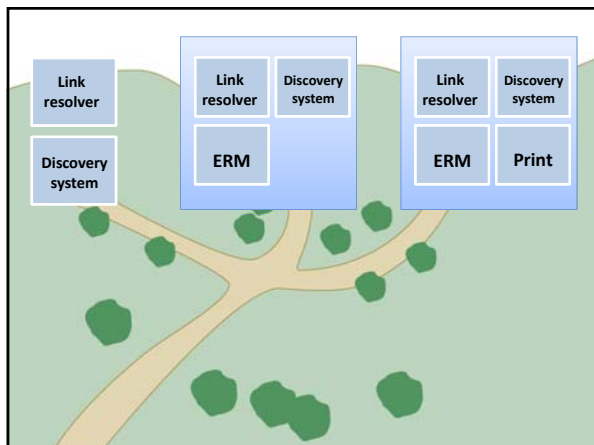 Link
resolver
Discovery
system
Link
resolver
Discovery
system
ERM
Link
resolver
Discovery
system
ERM
Print